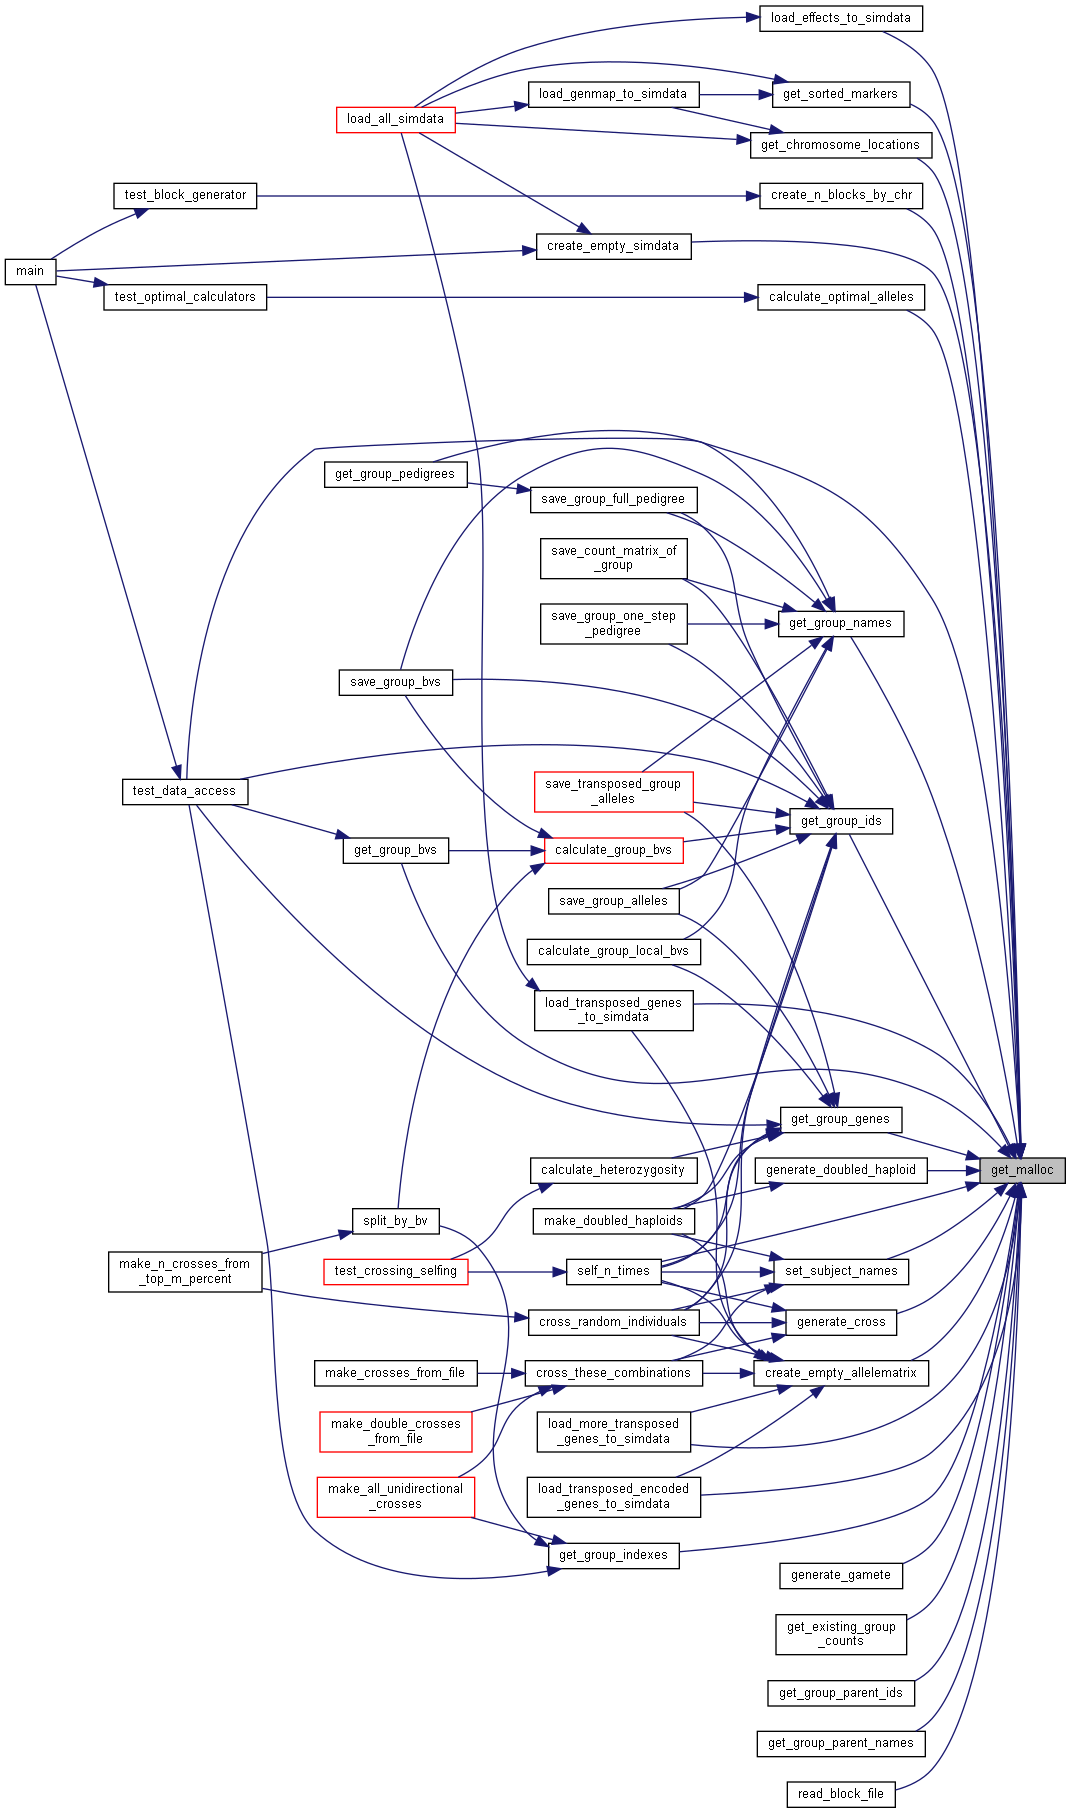 load_effects_to_simdata
load_genmap_to_simdata
get_sorted_markers
load_all_simdata
get_chromosome_locations
test_block_generator
create_n_blocks_by_chr
create_empty_simdata
main
test_optimal_calculators
calculate_optimal_alleles
get_group_pedigrees
save_group_full_pedigree
save_count_matrix_of
_group
save_group_one_step
_pedigree
get_group_names
save_group_bvs
test_data_access
save_transposed_group
_alleles
get_group_ids
get_group_bvs
calculate_group_bvs
save_group_alleles
calculate_group_local_bvs
load_transposed_genes
_to_simdata
get_group_genes
calculate_heterozygosity
generate_doubled_haploid
get_malloc
split_by_bv
make_doubled_haploids
make_n_crosses_from
_top_m_percent
test_crossing_selfing
self_n_times
set_subject_names
cross_random_individuals
generate_cross
make_crosses_from_file
cross_these_combinations
create_empty_allelematrix
make_double_crosses
_from_file
load_more_transposed
_genes_to_simdata
make_all_unidirectional
_crosses
load_transposed_encoded
_genes_to_simdata
get_group_indexes
generate_gamete
get_existing_group
_counts
get_group_parent_ids
get_group_parent_names
read_block_file